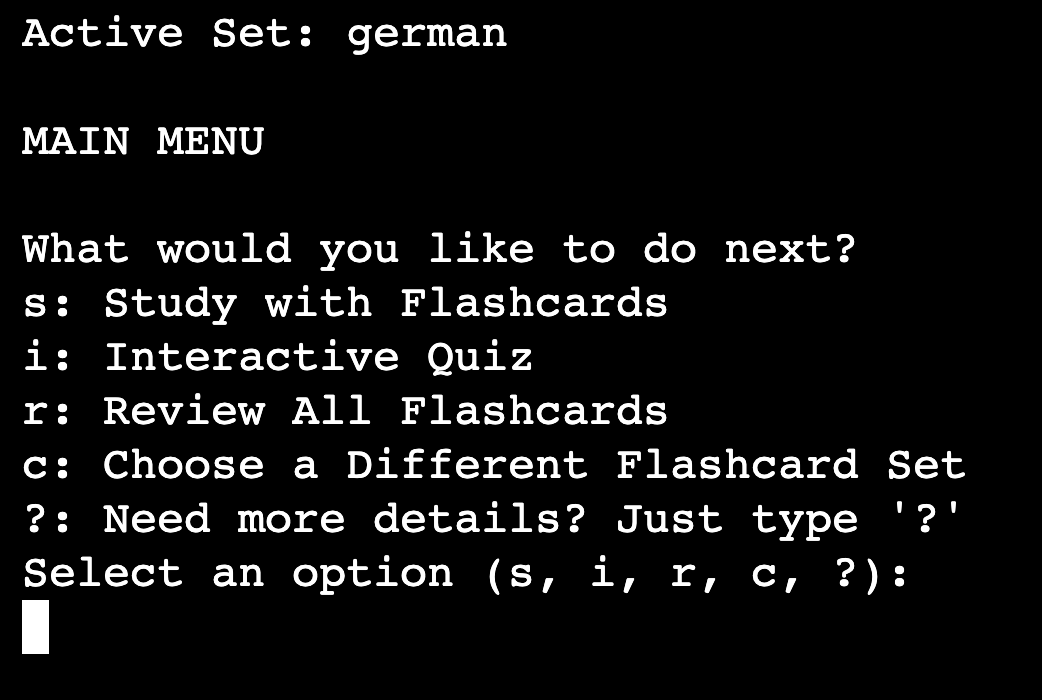 Active Set: german
MAIN MENU
What would you like to do next?
s: Study with Flashcards
i: Interactive Quiz
r: Review All Flashcards
c: Choose a Different Flashcard Set
?: Need more details? Just type '?'
Select an option (s, i, r, c, ?):